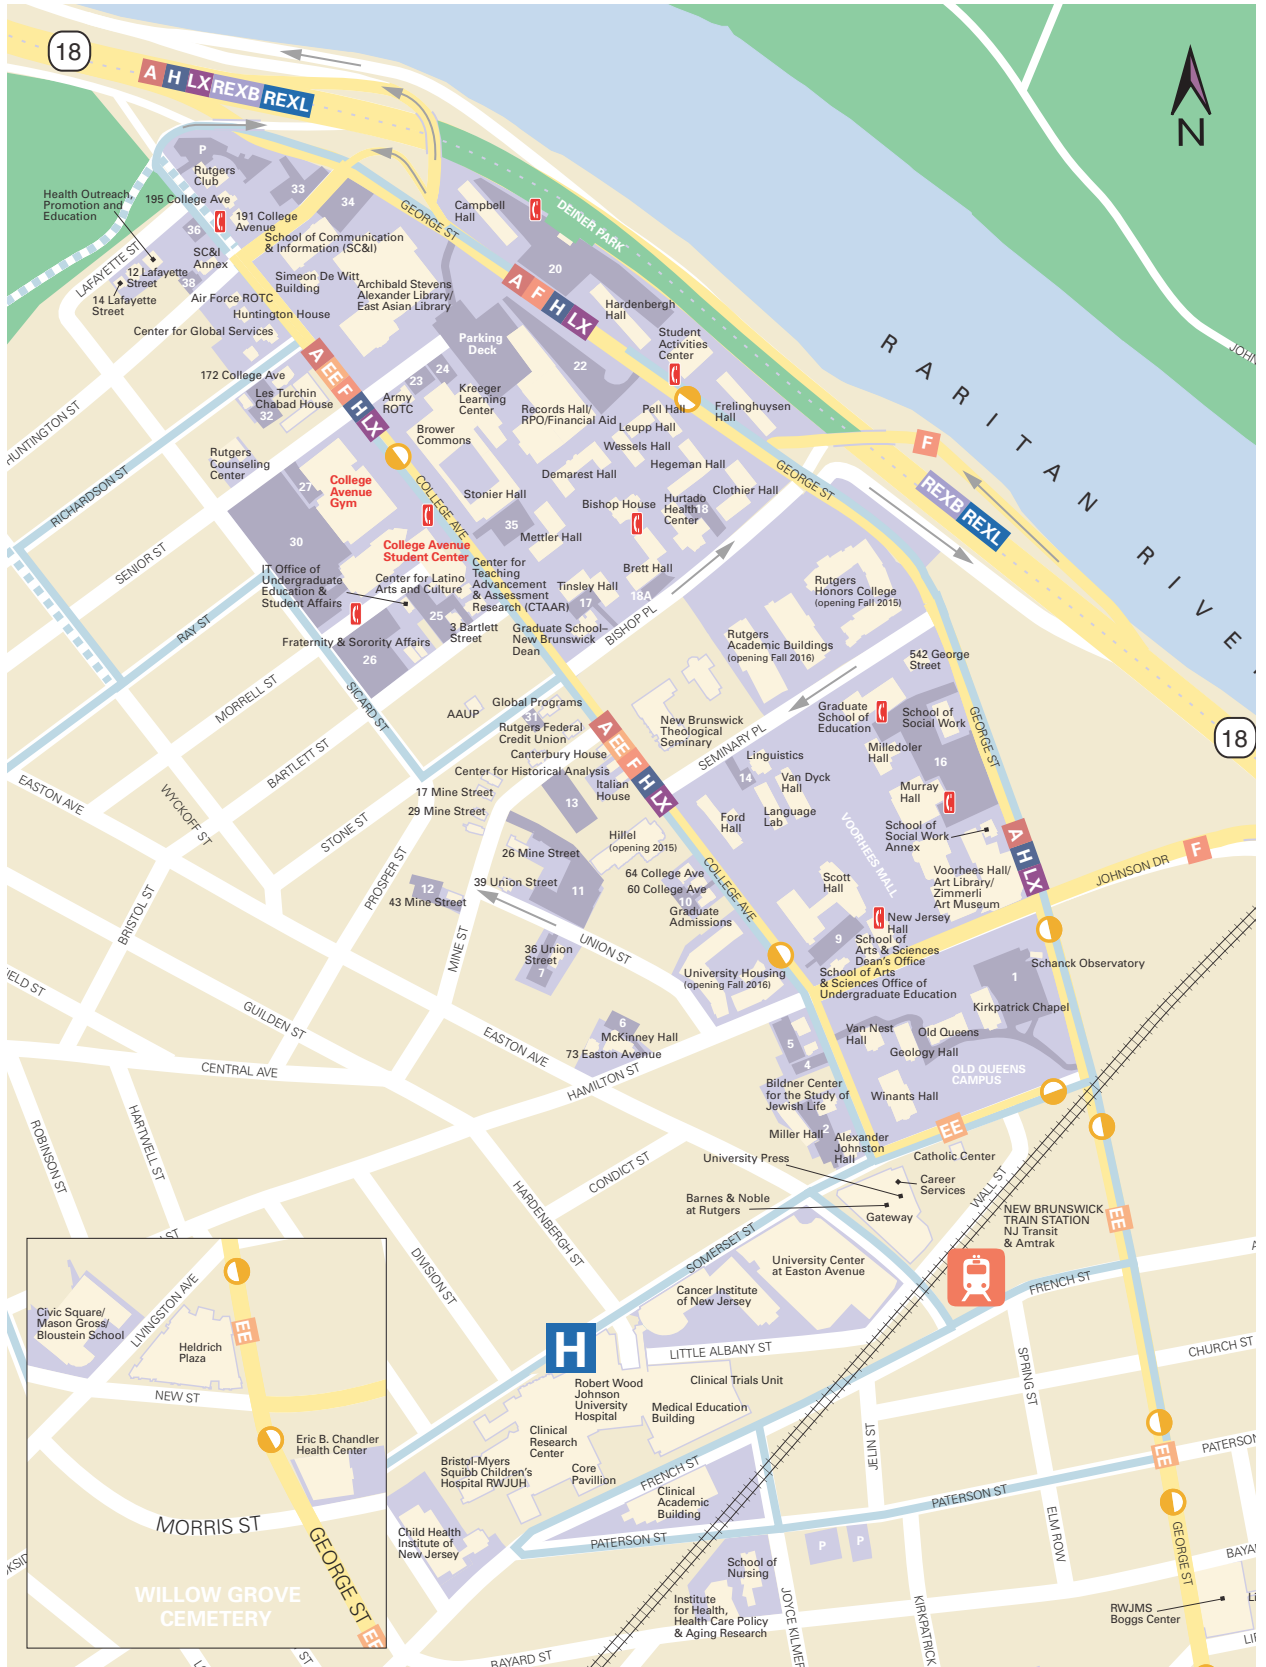 18
A H LX REXB REXL
N
P
Rutgers
Club
Health Outreach,
Promotion and
Education
195 College Ave
33
34
191 College
Avenue
36
School of Communication
& Information (SC&I)
SC&I
Annex
LAFAYETTE ST
12 Lafayette
Street
38
14 Lafayette
Street
Air Force ROTC
Simeon De Witt
Building
Archibald Stevens
Alexander Library/
East Asian Library
Huntington House
Center for Global Services
GEORGE ST
Campbell
Hall
DEINER PARK
20
A F H LX
Hardenbergh
Hall
Student
Activities
Center
Parking
Deck
22
A EE F H LX
172 College Ave
Les Turchin
Chabad House
32
23
24
Army
ROTC
Kreeger
Learning
Center
Records Hall/
RPO/Financial Aid
Pell Hall
Frelinghuysen
Hall
Leupp Hall
Brower
Commons
Wessels Hall
Hegeman Hall
Demarest Hall
Clothier Hall
GEORGE ST
F
REXB REXL
RARITAN RIVE
JOHN
HUNTINGTON ST
RICHARDSON ST
SENIOR ST
RAY ST
Rutgers
Counseling
Center
27
College
Avenue
Gym
30
COLLEGE AVE
Stonier Hall
Bishop House
Hurtado
Health
Center
18
35
Mettler Hall
College Avenue
Student Center
IT Office of
Undergraduate
Education &
Student Affairs
Center for Latino
Arts and Culture
Center for
Teaching
Advancement
& Assessment
Research (CTAAR)
Brett Hall
Tinsley Hall
17
18A
25
3 Bartlett
Street
Graduate School–
New Brunswick
Dean
BISHOP PL
Fraternity & Sorority Affairs
26
Rutgers
Honors College
(opening Fall 2015)
Rutgers
Academic Buildings
(opening Fall 2016)
542 George
Street
SICARD ST
MORRELL ST
BARTLETT ST
STONE ST
AAUP
Global Programs
31
Rutgers Federal
Credit Union
Canterbury House
Center for Historical Analysis
17 Mine Street
29 Mine Street
Italian
House
13
A EE F H LX
New Brunswick
Theological
Seminary
SEMINARY PL
Graduate
School of
Education
School of
Social Work
GEORGE ST
18
Milledoler
Hall
16
Linguistics
14
Van Dyck
Hall
Murray
Hall
Language
Lab
Ford
Hall
VOORHEES MALL
School of
Social Work
Annex
A H LX
F
JOHNSON DR
EASTON AVE
WYCKOFF ST
BRISTOL ST
PROSPER ST
12
43 Mine Street
Hillel
(opening 2015)
26 Mine Street
39 Union Street
11
64 College Ave
60 College Ave
10
Graduate
Admissions
COLLEGE AVE
Scott
Hall
Voorhees Hall/
Art Library/
Zimmerli
Art Museum
New Jersey
Hall
9
School of
Arts & Sciences
Dean's Office
School of Arts
& Sciences Office of
Undergraduate Education
Schanck Observatory
1
MINE ST
36 Union
Street
7
UNION ST
University Housing
(opening Fall 2016)
Kirkpatrick Chapel
IELD ST
GUILDEN ST
CENTRAL AVE
EASTON AVE
6
McKinney Hall
73 Easton Avenue
HAMILTON ST
5
4
Van Nest
Hall
Old Queens
Geology Hall
OLD QUEENS
CAMPUS
Bildner Center
for the Study of
Jewish Life
Winants Hall
Miller Hall
2
Alexander
Johnston
Hall
EE
ROBINSON ST
HARTWELL ST
HARDENBERGH ST
CONDICT ST
University Press
Catholic Center
Career
Services
Barnes & Noble
at Rutgers
Gateway
WALL ST
NEW BRUNSWICK
TRAIN STATION
NJ Transit
& Amtrak
EE
DIVISION ST
SOMERSET ST
University Center
at Easton Avenue
Cancer Institute
of New Jersey
FRENCH ST
ST
LIVINGSTON AVE
Civic Square/
Mason Gross/
Bloustein School
Heldrich
Plaza
EE
NEW ST
Eric B. Chandler
Health Center
MORRIS ST
GEORGE ST
WILLOW GROVE
CEMETERY
EE
H
LITTLE ALBANY ST
Robert Wood
Johnson
University
Hospital
Clinical Trials Unit
Medical Education
Building
Clinical
Research
Center
Core
Pavillion
Bristol-Myers
Squibb Children's
Hospital RWJUH
FRENCH ST
Clinical
Academic
Building
Child Health
Institute of
New Jersey
PATERSON ST
CHURCH ST
SPRING ST
JELIN ST
PATERSON
EE
PATERSON ST
ELM ROW
GEORGE ST
P
P
School of
Nursing
Institute
for Health,
Health Care Policy
& Aging Research
JOYCE KILMER
KIRKPATRICK
BAYA
RWJMS
Boggs Center
BAYARD ST
ST